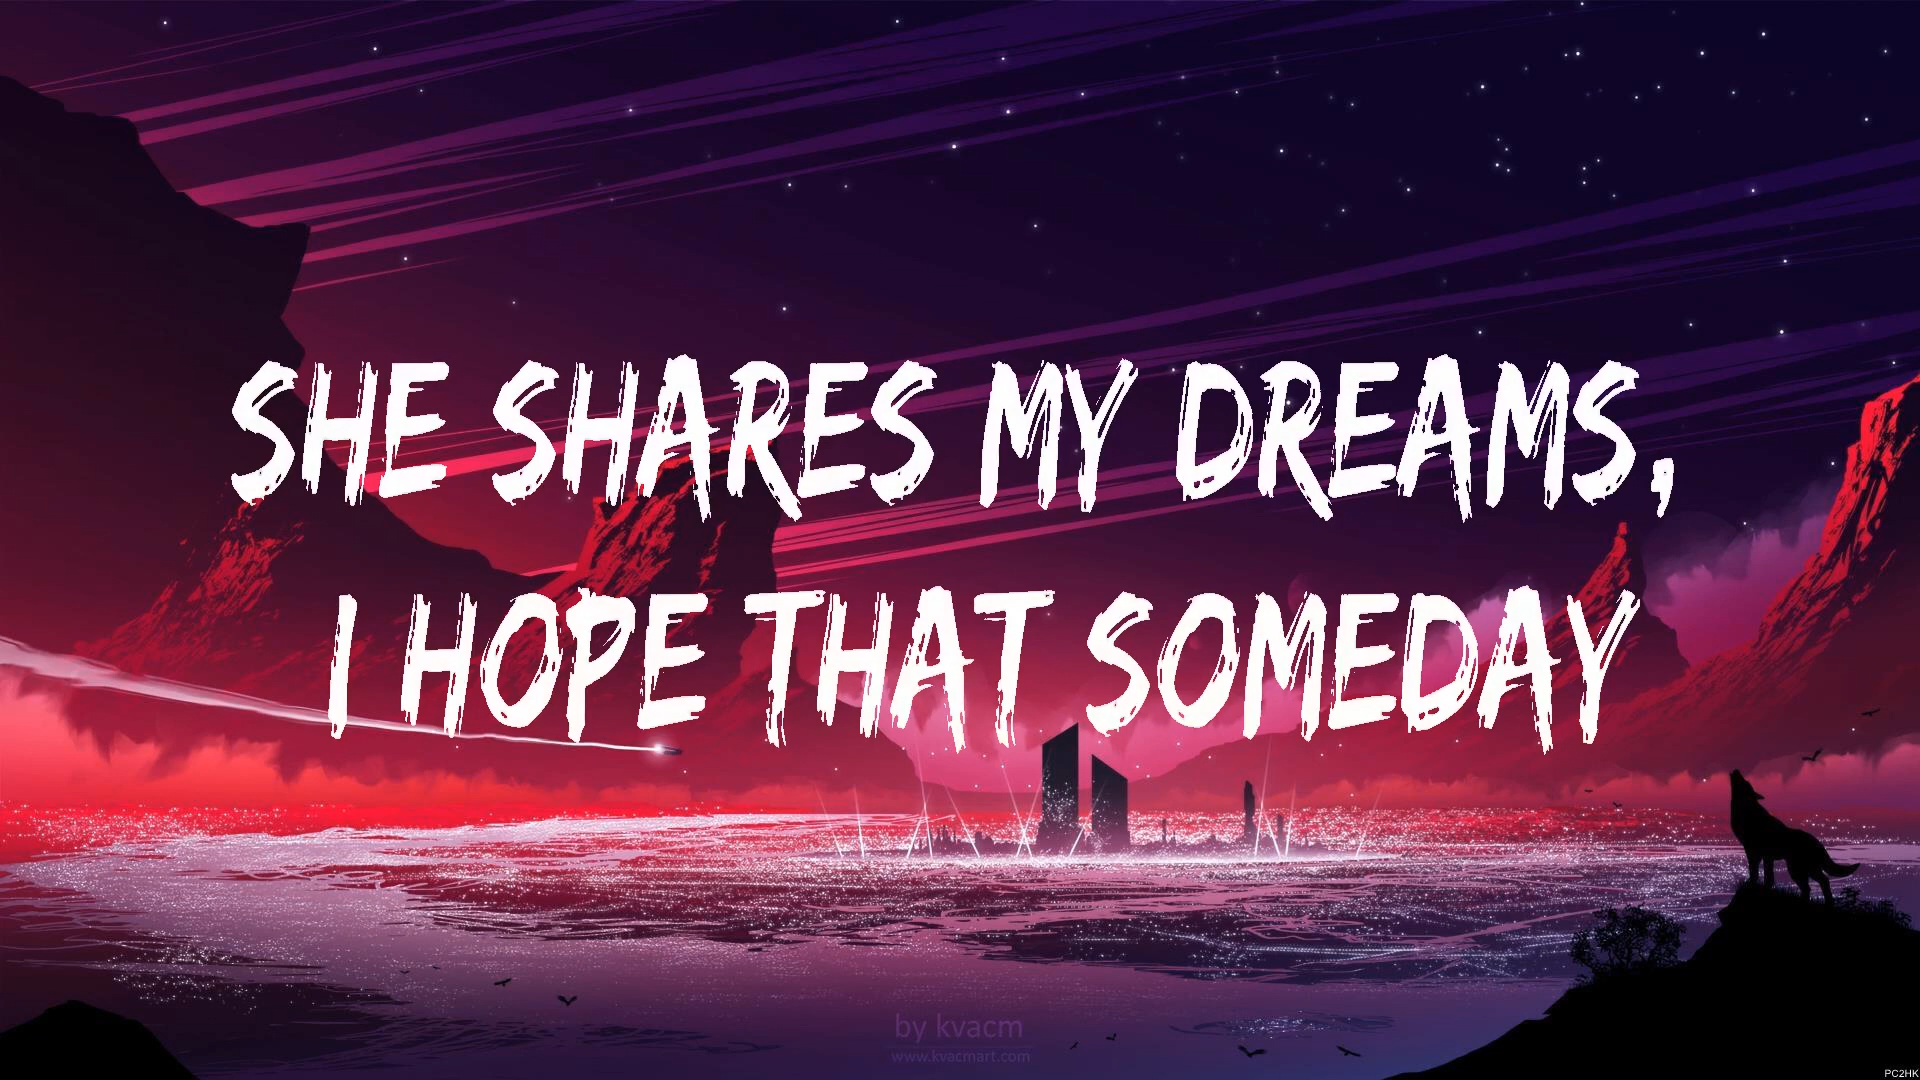 SHE SHARES MY DREAMS,
I HOPE THAT SOMEDAY
by kvacm
www.kvacmart.com
PC2HK